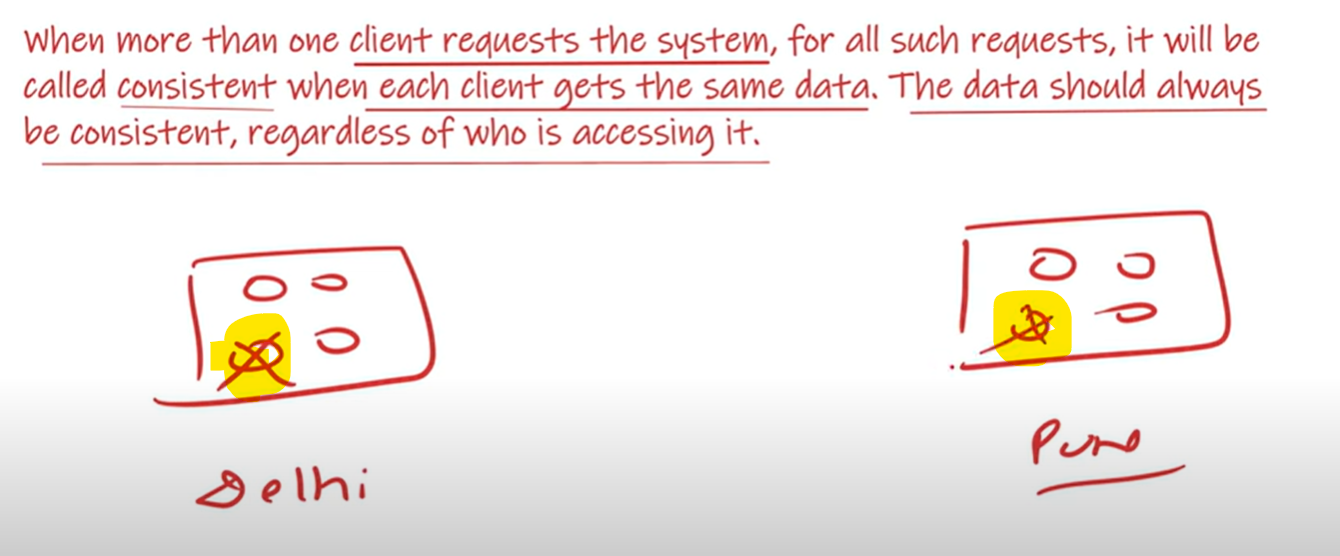 When more than one client requests the system, for all such requests, it will be
called consistent when each client gets the same data. The data should always
be consistent, regardless of who is accessing it.
Delhi
Pune